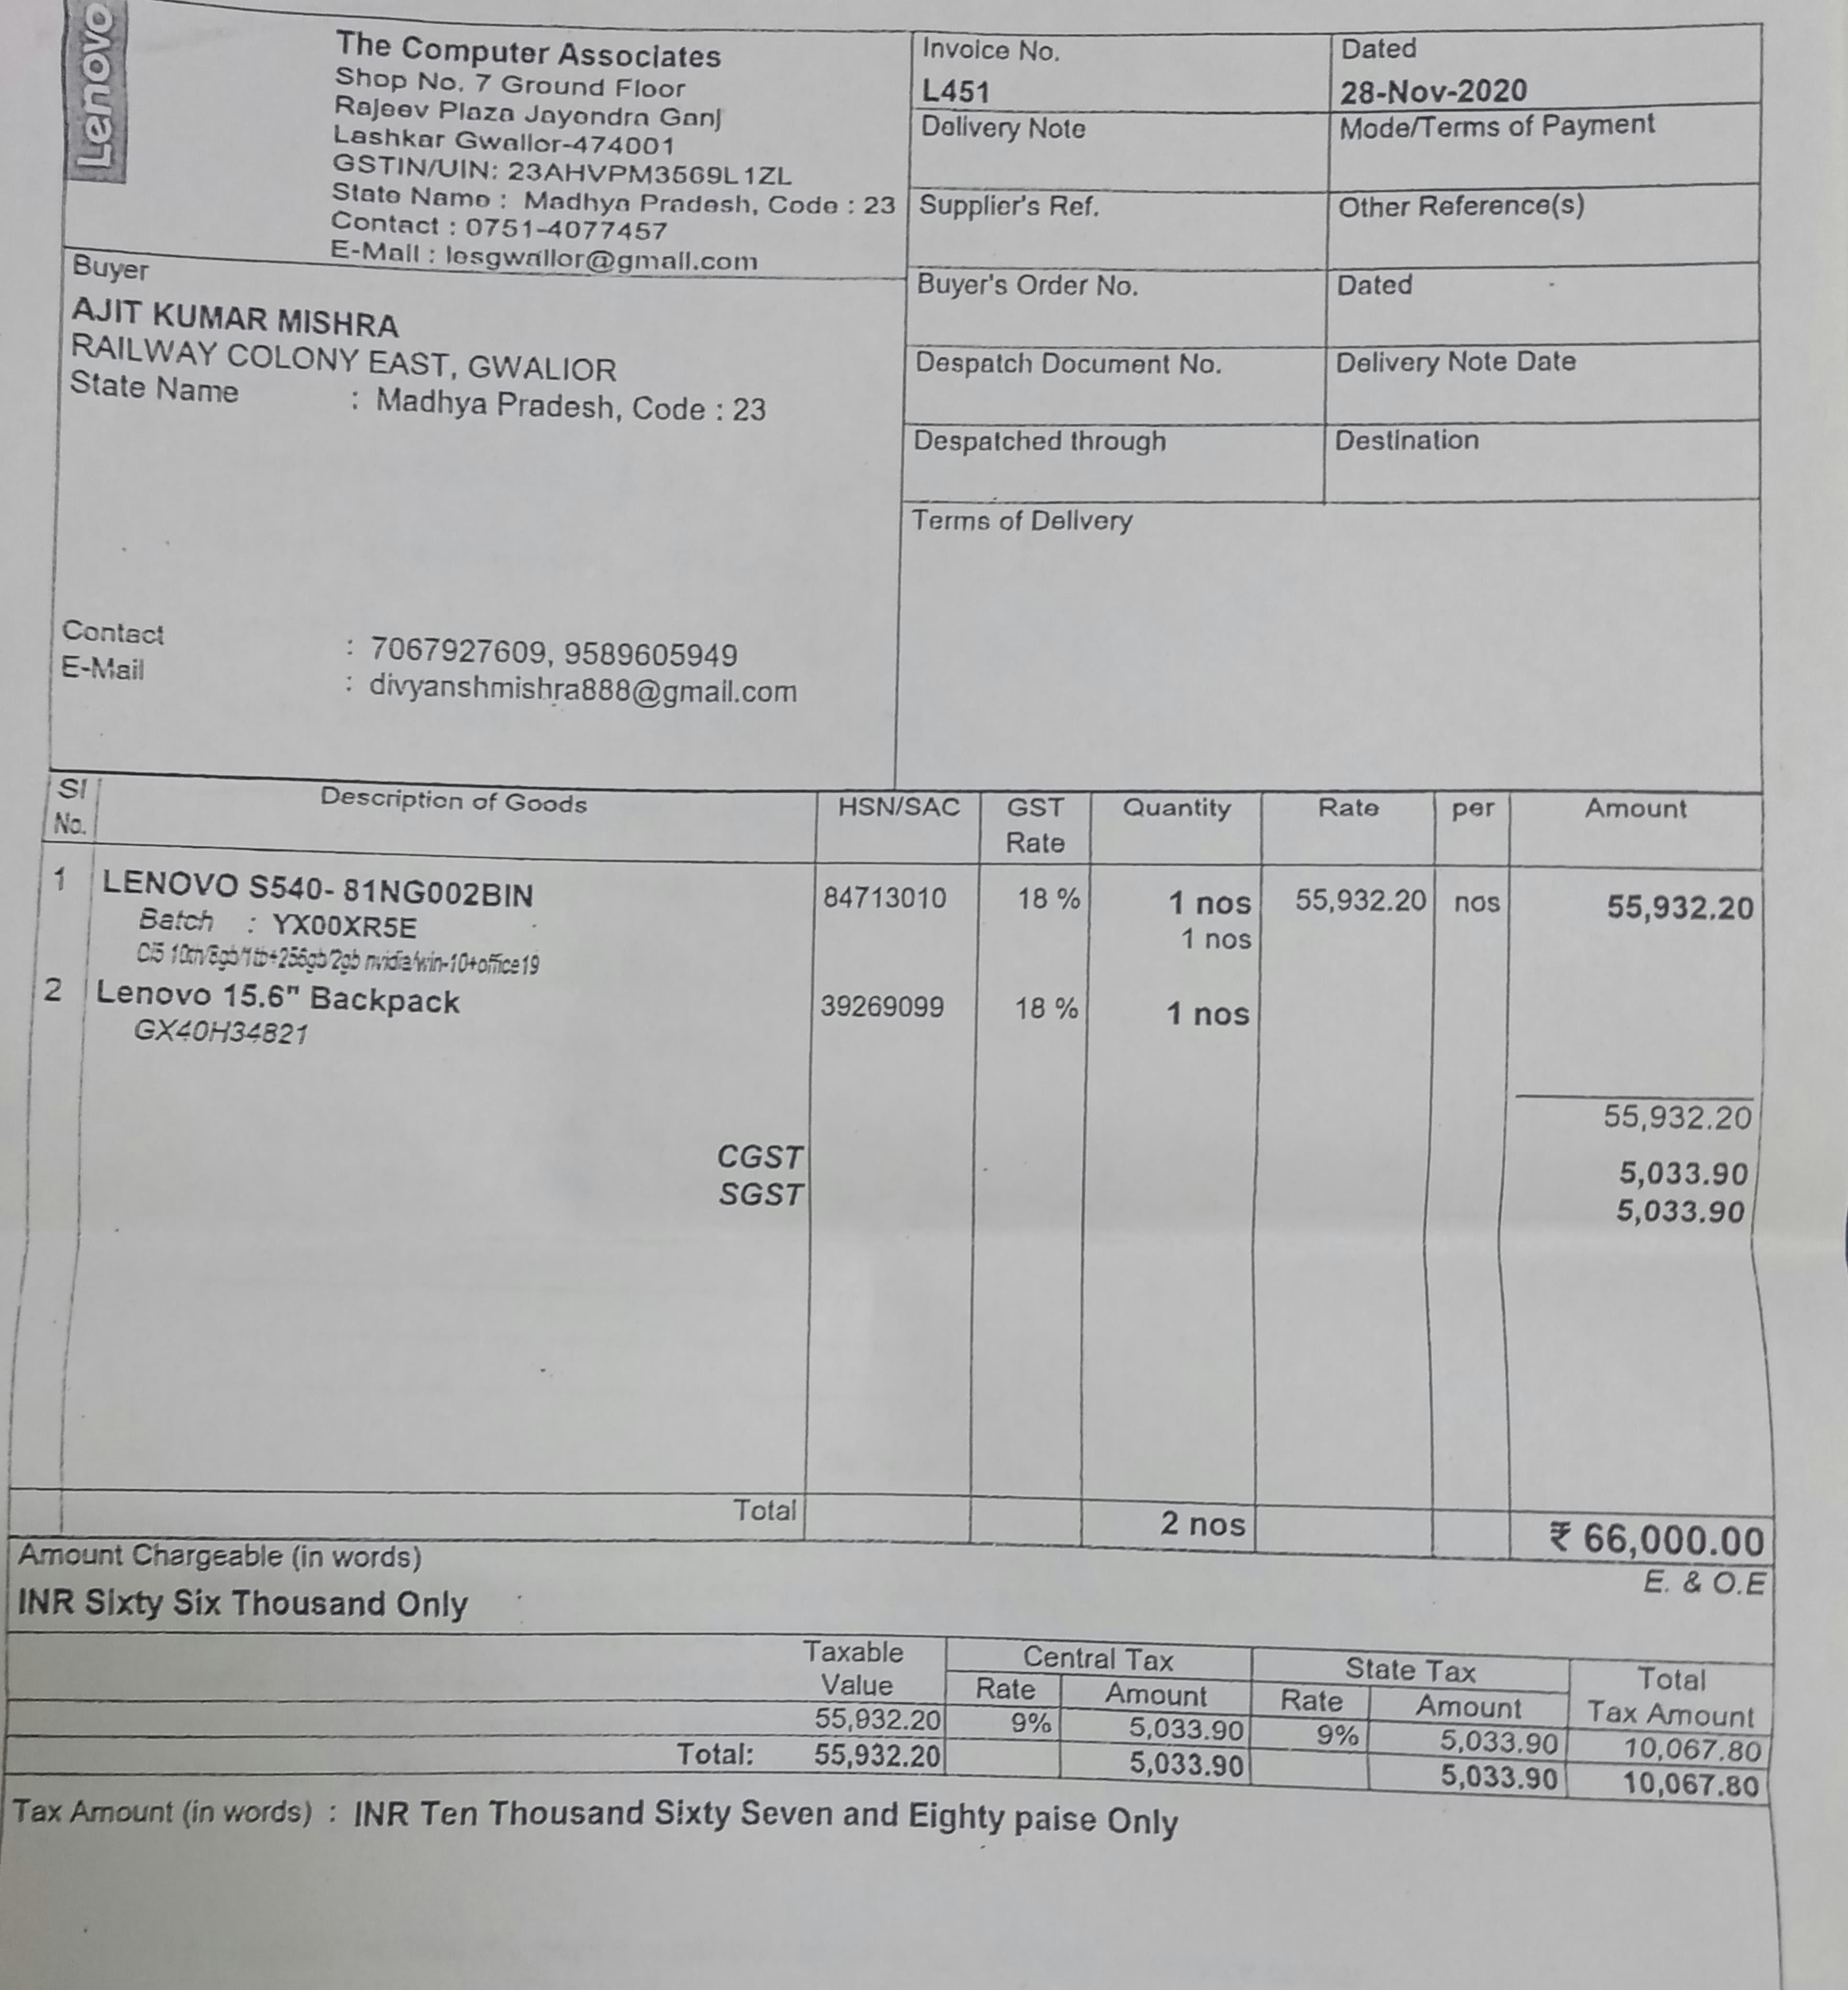 Lenovo
The Computer Associates
Shop No. 7 Ground Floor
Rajeev Plaza Jayendra Ganj
Lashkar Gwalior-474001
GSTIN/UIN: 23AHVPM3569L1ZL
State Name : Madhya Pradesh, Code : 23
Contact : 0751-4077457
E-Mail : lesgwalior@gmail.com
Invoice No.
L451
Dated
28-Nov-2020
Delivery Note
Mode/Terms of Payment
Supplier's Ref.
Other Reference(s)
Buyer's Order No.
Dated
Despatch Document No.
Delivery Note Date
Despatched through
Destination
Terms of Delivery
Buyer
AJIT KUMAR MISHRA
RAILWAY COLONY EAST, GWALIOR
State Name : Madhya Pradesh, Code : 23
Contact : 7067927609, 9589605949
E-Mail : divyanshmishra888@gmail.com
Sl No. Description of Goods HSN/SAC GST Rate Quantity Rate per Amount
1 LENOVO S540- 81NG002BIN 84713010 18 % 1 nos 55,932.20 nos 55,932.20
Batch : YX00XR5E 1 nos
Ci5 10th/8gb/1tb+256gb/2gb nvidia/win-10+office19
2 Lenovo 15.6" Backpack 39269099 18 % 1 nos
GX40H34821
55,932.20
CGST 5,033.90
SGST 5,033.90
Total 2 nos ₹ 66,000.00
Amount Chargeable (in words) E. & O.E
INR Sixty Six Thousand Only
Taxable Value Central Tax State Tax Total Tax Amount
Rate Amount Rate Amount
55,932.20 9% 5,033.90 9% 5,033.90 10,067.80
Total: 55,932.20 5,033.90 5,033.90 10,067.80
Tax Amount (in words) : INR Ten Thousand Sixty Seven and Eighty paise Only